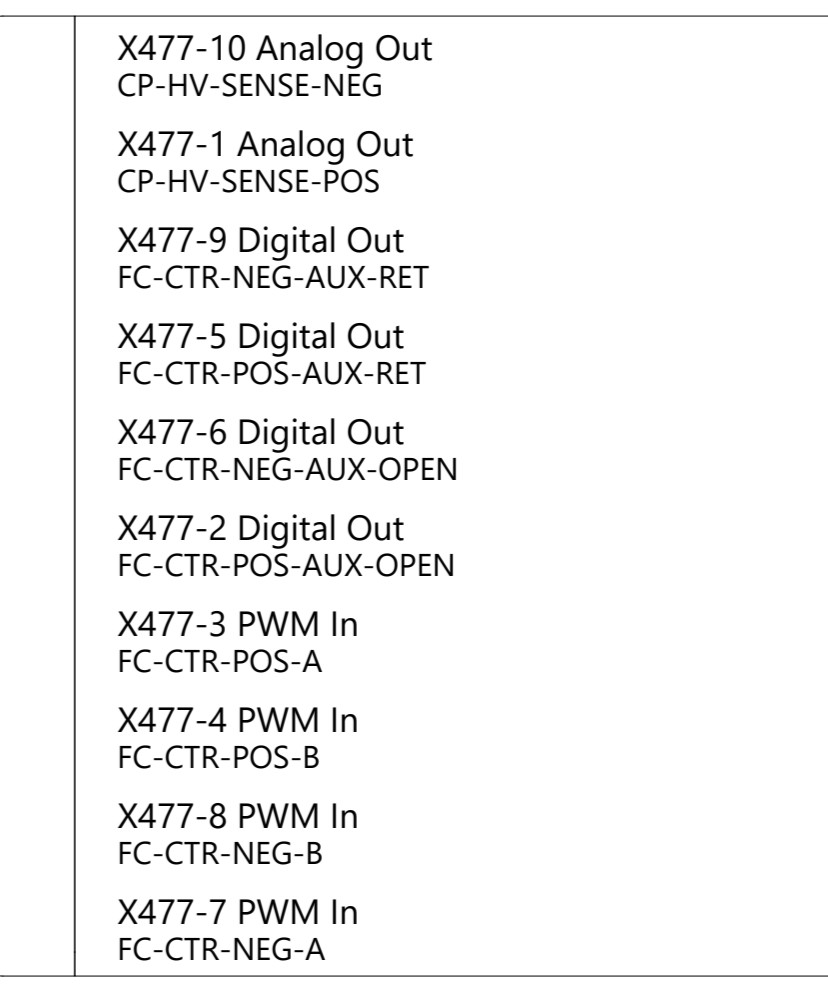 X477-10 Analog Out
CP-HV-SENSE-NEG
X477-1 Analog Out
CP-HV-SENSE-POS
X477-9 Digital Out
FC-CTR-NEG-AUX-RET
X477-5 Digital Out
FC-CTR-POS-AUX-RET
X477-6 Digital Out
FC-CTR-NEG-AUX-OPEN
X477-2 Digital Out
FC-CTR-POS-AUX-OPEN
X477-3 PWM In
FC-CTR-POS-A
X477-4 PWM In
FC-CTR-POS-B
X477-8 PWM In
FC-CTR-NEG-B
X477-7 PWM In
FC-CTR-NEG-A